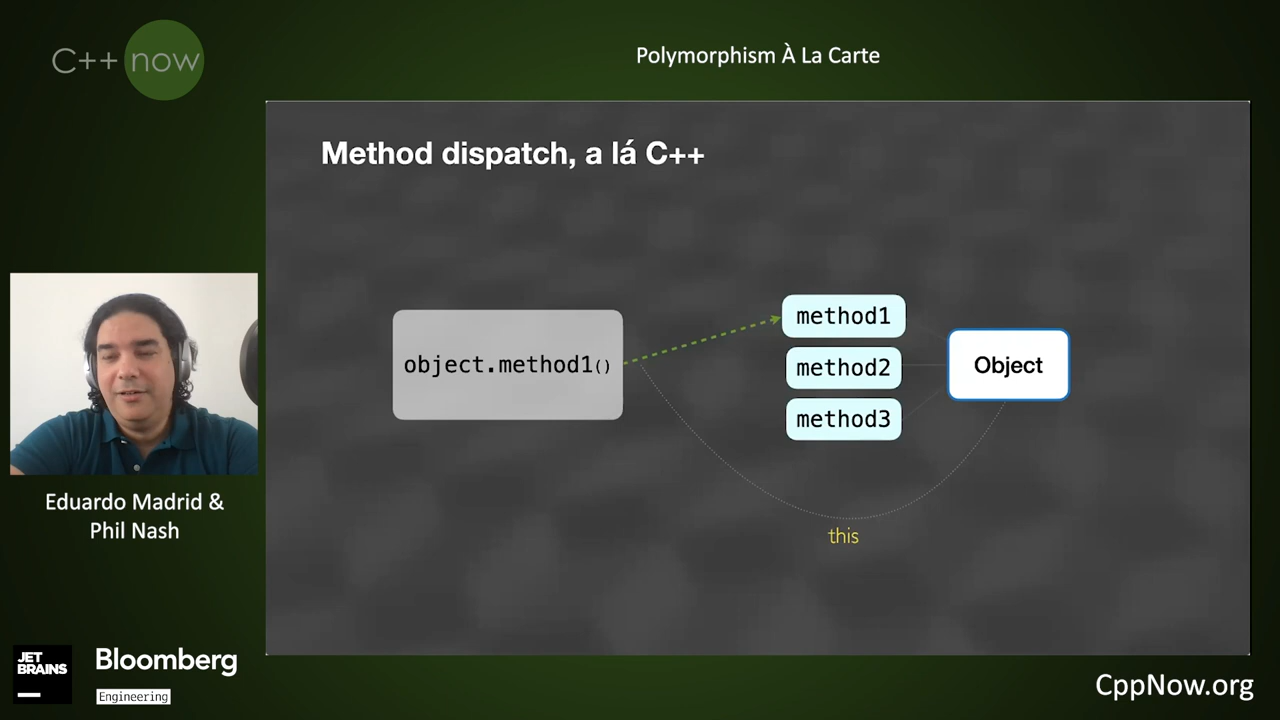 C++ now
Polymorphism À La Carte
Method dispatch, a lá C++
object.method1()
method1
method2
method3
Object
this
Eduardo Madrid &
Phil Nash
JET
BRAINS
Bloomberg
Engineering
CppNow.org